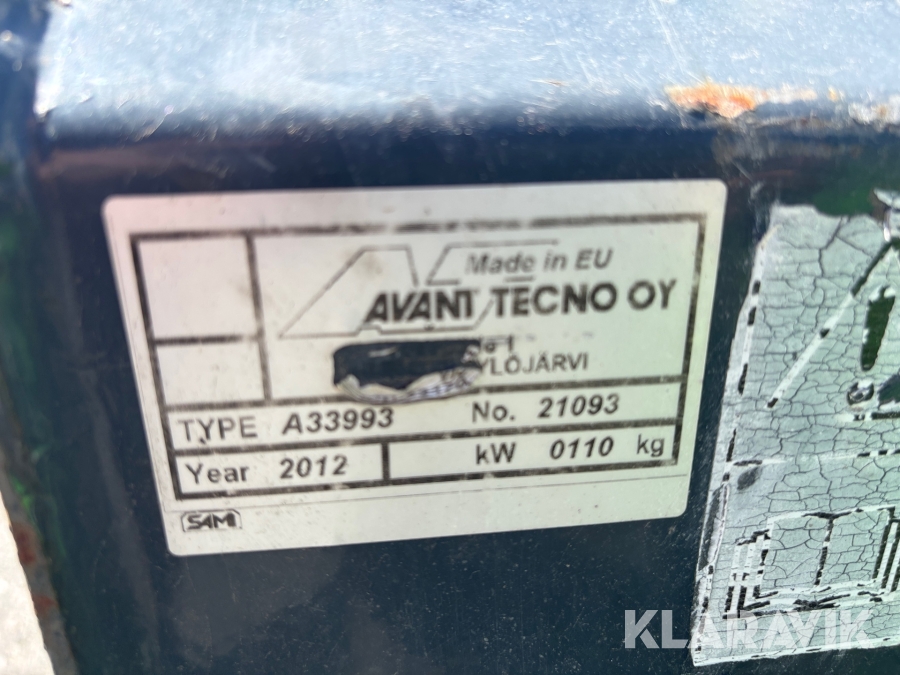 Made in EU
AVANT TECNO OY
YLÖJÄRVI
TYPE A33993 No. 21093
Year 2012 kW 0110 kg
SAMI
KLARAVIK